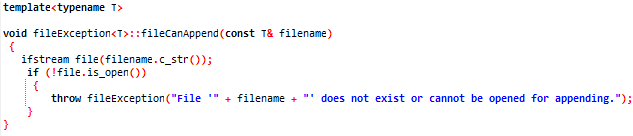 template<typename T>
void fileException<T>::fileCanAppend(const T& filename)
{
ifstream file(filename.c_str());
if (!file.is_open())
{
throw fileException("File '" + filename + "' does not exist or cannot be opened for appending.");
}
}